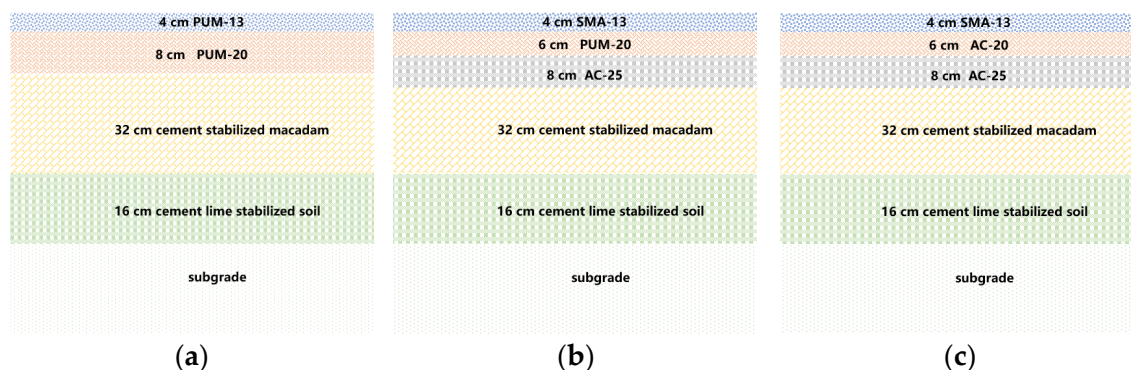 4 cm PUM-13
8 cm PUM-20
32 cm cement stabilized macadam
16 cm cement lime stabilized soil
subgrade
(a)
4 cm SMA-13
6 cm PUM-20
8 cm AC-25
32 cm cement stabilized macadam
16 cm cement lime stabilized soil
subgrade
(b)
4 cm SMA-13
6 cm AC-20
8 cm AC-25
32 cm cement stabilized macadam
16 cm cement lime stabilized soil
subgrade
(c)